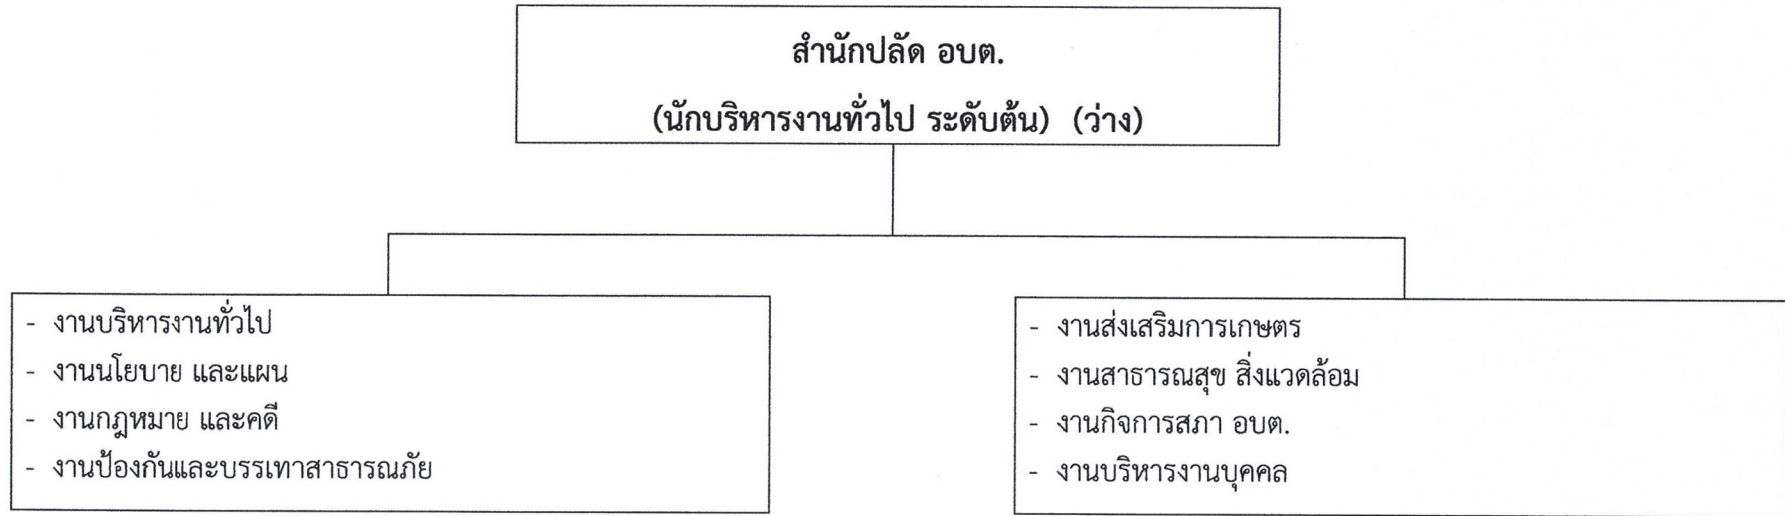 สำนักปลัด อบต.
(นักบริหารงานทั่วไป ระดับต้น) (ว่าง)
- งานบริหารงานทั่วไป
- งานนโยบาย และแผน
- งานกฎหมาย และคดี
- งานป้องกันและบรรเทาสาธารณภัย
- งานส่งเสริมการเกษตร
- งานสาธารณสุข สิ่งแวดล้อม
- งานกิจการสภา อบต.
- งานบริหารงานบุคคล